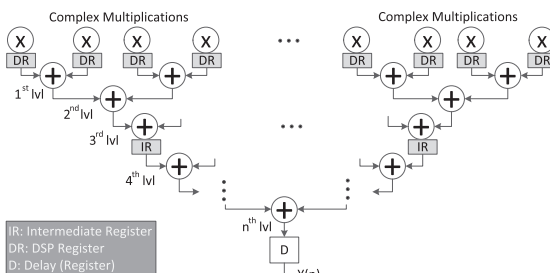 Complex Multiplications
Complex Multiplications
X X X X X X X X
DR DR DR DR DR DR DR DR
1st lvl
2nd lvl
3rd lvl
IR
IR
4th lvl
nth lvl
D
IR: Intermediate Register
DR: DSP Register
D: Delay (Register)